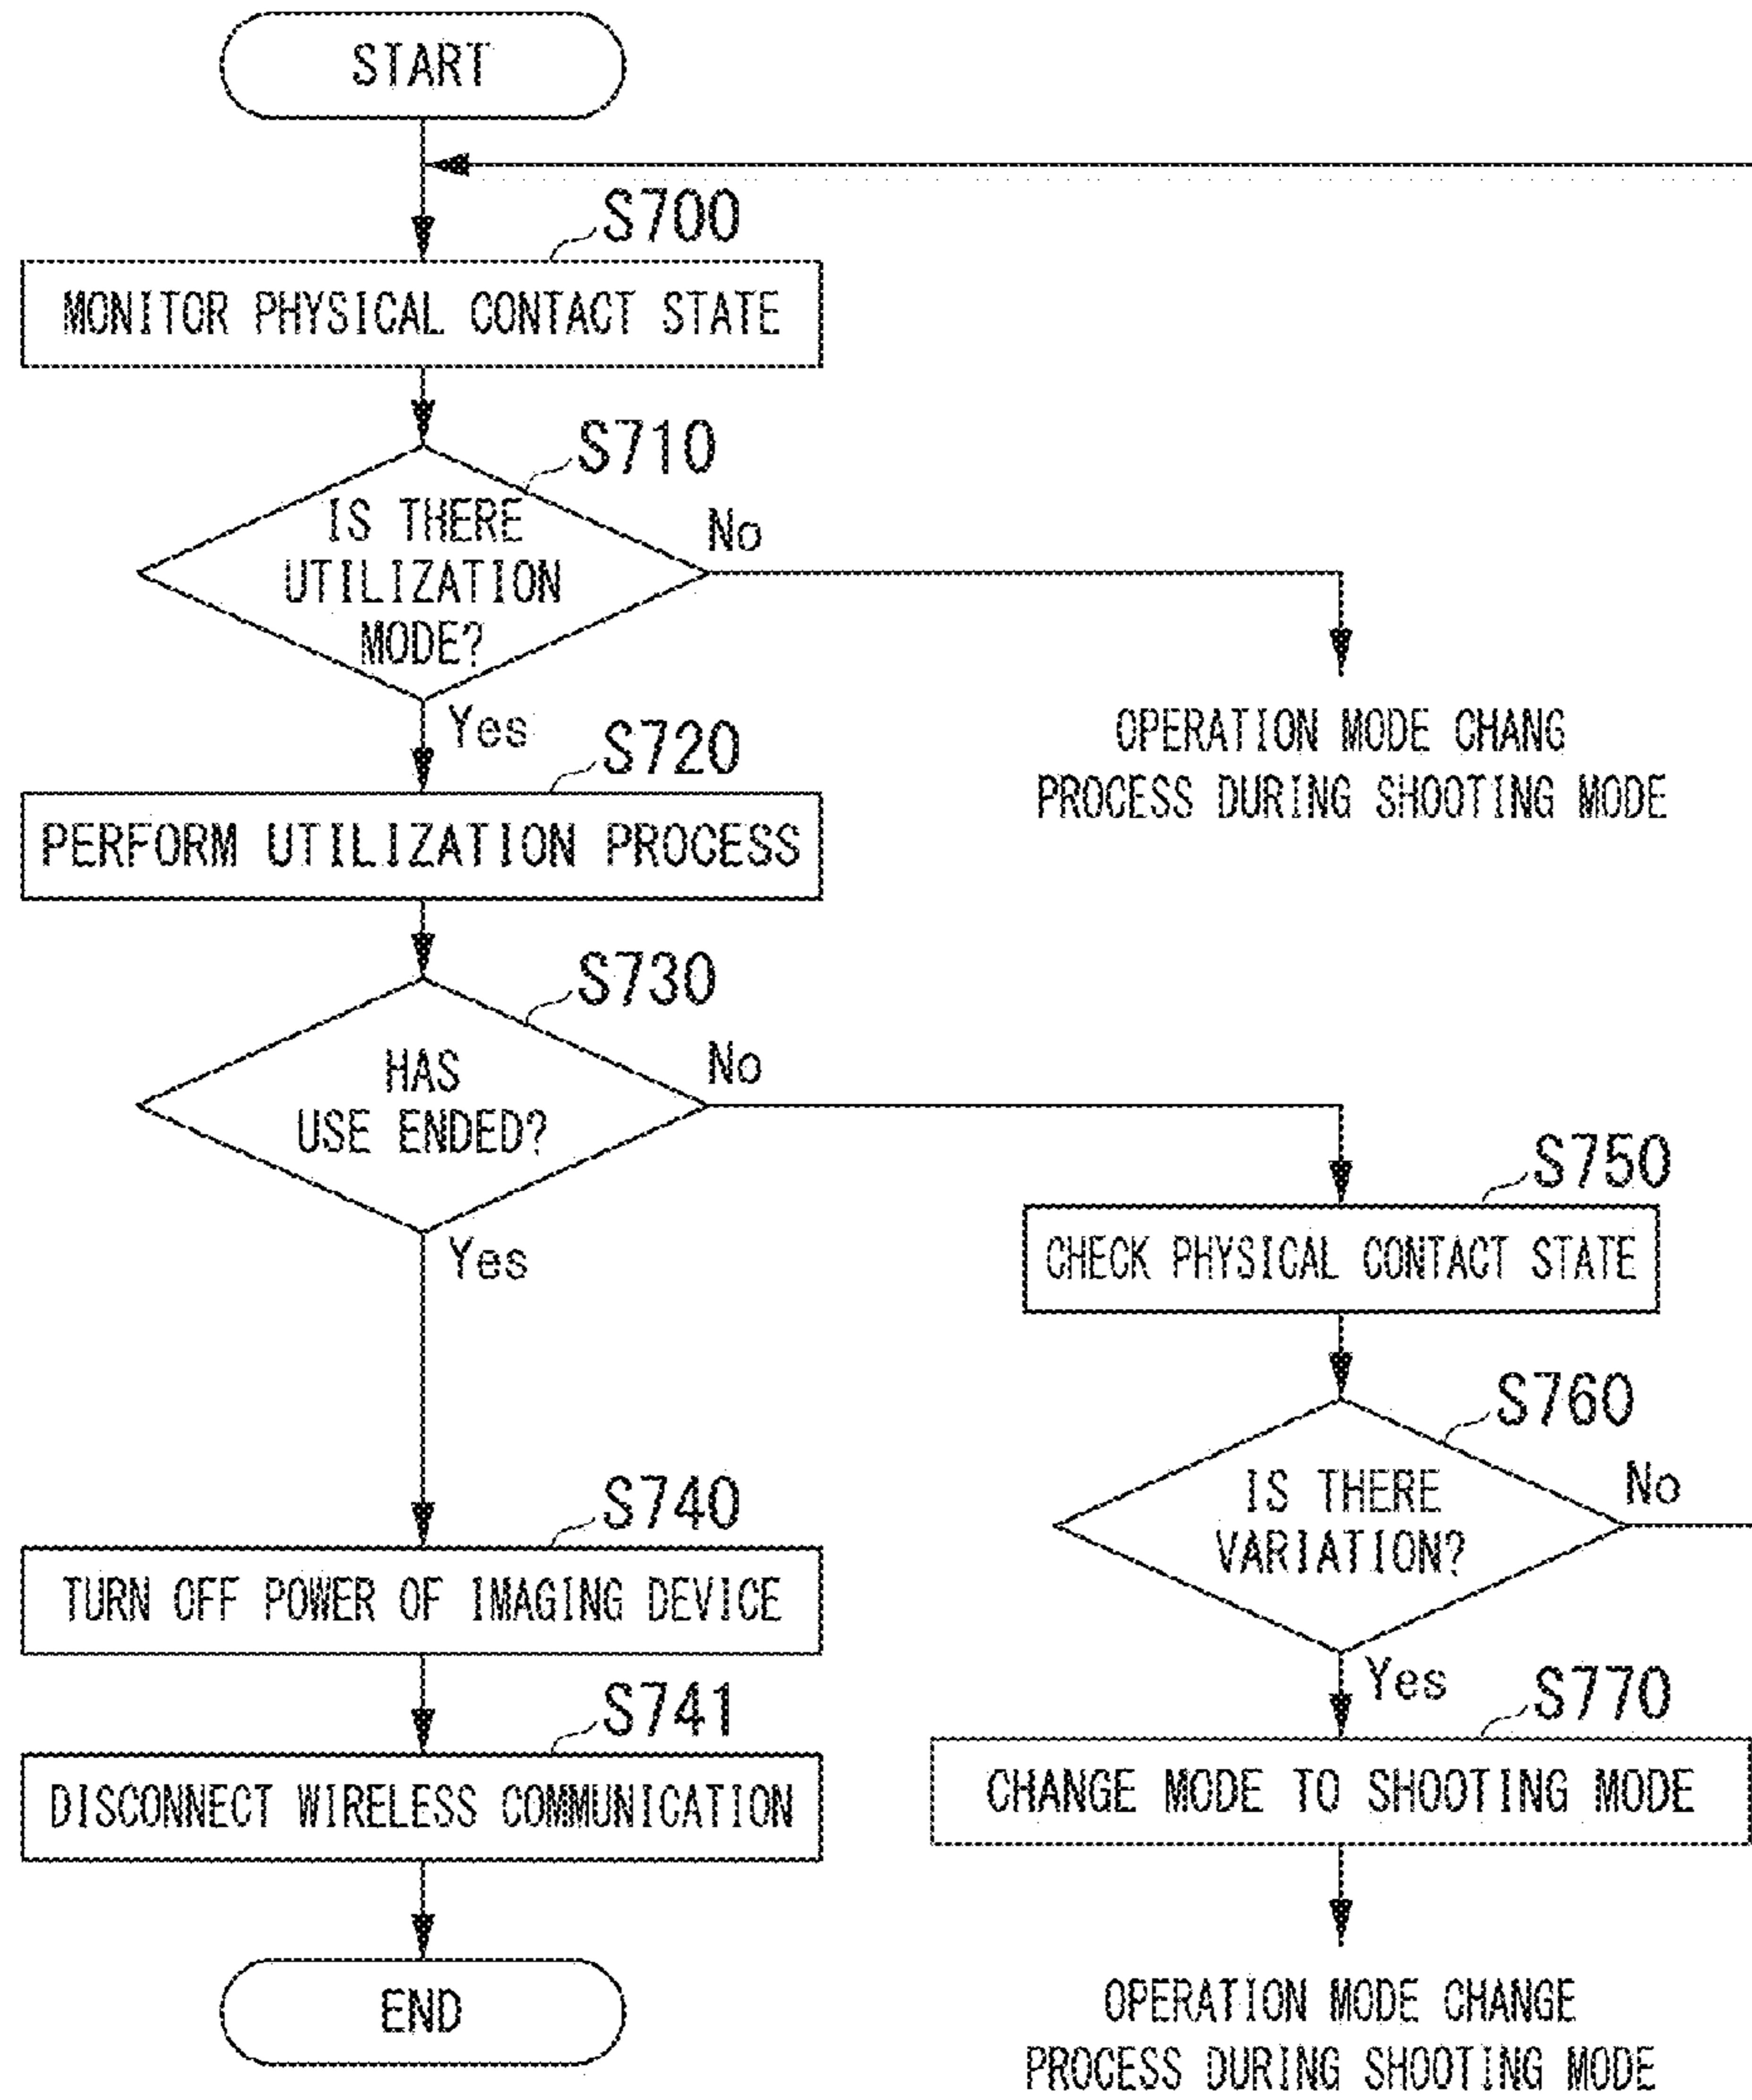 START
S700
MONITOR PHYSICAL CONTACT STATE
S710
IS THERE
UTILIZATION
MODE?
No
Yes
OPERATION MODE CHANG
PROCESS DURING SHOOTING MODE
S720
PERFORM UTILIZATION PROCESS
S730
HAS
USE ENDED?
No
Yes
S750
CHECK PHYSICAL CONTACT STATE
S760
IS THERE
VARIATION?
No
Yes
S740
TURN OFF POWER OF IMAGING DEVICE
S741
DISCONNECT WIRELESS COMMUNICATION
END
S770
CHANGE MODE TO SHOOTING MODE
OPERATION MODE CHANGE
PROCESS DURING SHOOTING MODE